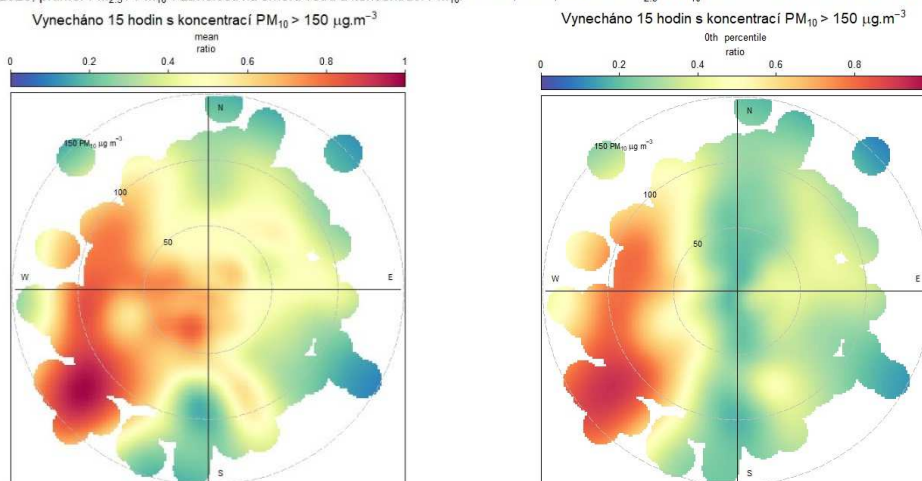 Vynecháno 15 hodin s koncentrací PM₁₀ > 150 µg.m⁻³
mean
ratio
0 0.2 0.4 0.6 0.8 1
N
150 PM₁₀ µg m⁻³
100
50
W
E
S
Vynecháno 15 hodin s koncentrací PM₁₀ > 150 µg.m⁻³
0th percentile
ratio
0 0.2 0.4 0.6 0.8
N
150 PM₁₀ µg m⁻³
100
50
W
E
S